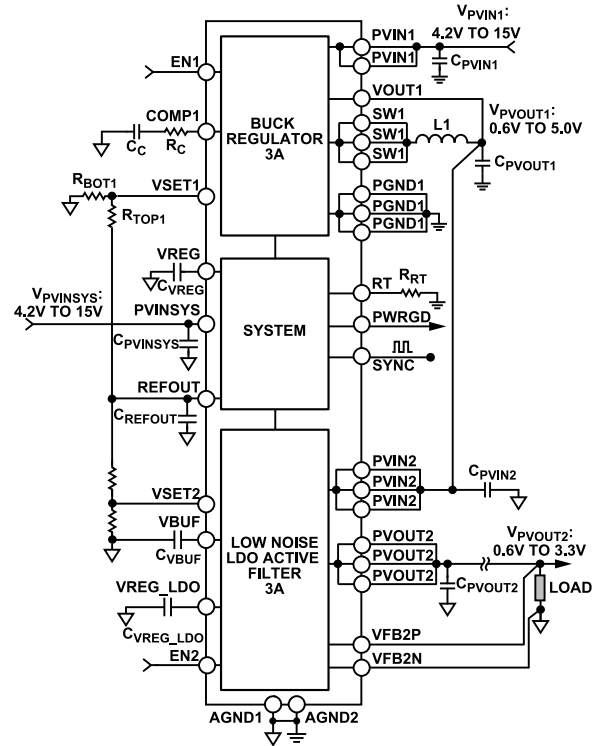 V_PVIN1:
4.2V TO 15V
PVIN1
PVIN1
C_PVIN1
EN1
VOUT1
COMP1
C_C
R_C
BUCK
REGULATOR
3A
SW1
SW1
SW1
L1
V_PVOUT1:
0.6V TO 5.0V
C_PVOUT1
R_BOT1
VSET1
R_TOP1
PGND1
PGND1
PGND1
VREG
C_VREG
V_PVINSYS:
4.2V TO 15V
PVINSYS
C_PVINSYS
SYSTEM
RT
R_RT
PWRGD
SYNC
REFOUT
C_REFOUT
PVIN2
PVIN2
PVIN2
C_PVIN2
VSET2
VBUF
C_VBUF
LOW NOISE
LDO ACTIVE
FILTER
3A
PVOUT2
PVOUT2
PVOUT2
C_PVOUT2
V_PVOUT2:
0.6V TO 3.3V
LOAD
VREG_LDO
C_VREG_LDO
VFB2P
VFB2N
EN2
AGND1
AGND2